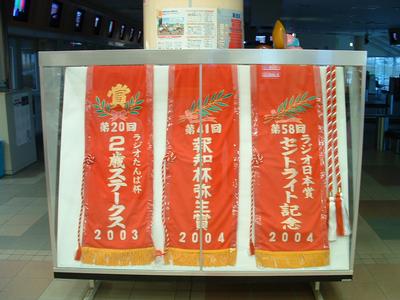 賞
第20回
ラジオたんぱ杯
2歳ステークス
2003
第41回
報知杯弥生賞
2004
第58回
ラジオ日本賞
セントライト記念
2004